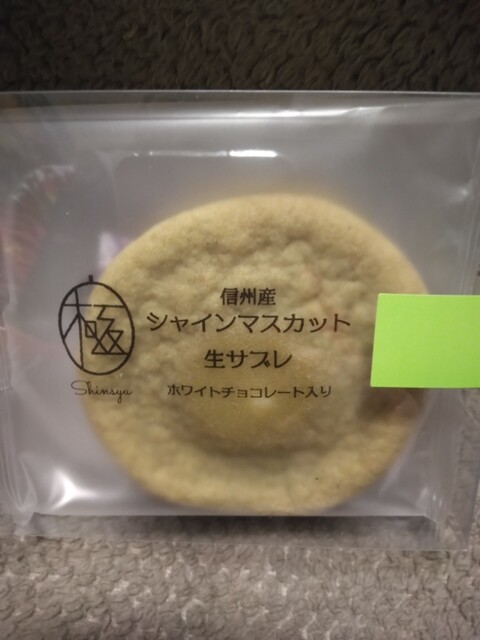 信州産
シャインマスカット
生サブレ
ホワイトチョコレート入り
極
Shinsyu